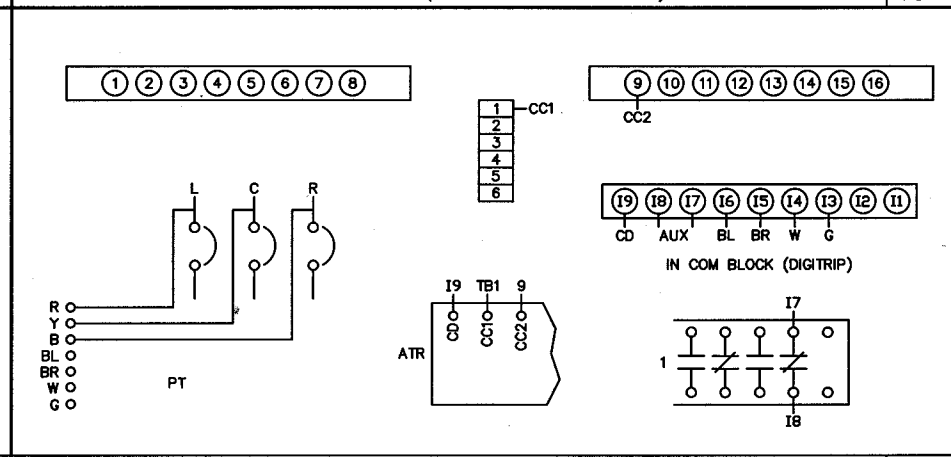 1 2 3 4 5 6 7 8
1 CC1
2
3
4
5
6
9 10 11 12 13 14 15 16
CC2
L C R
I9 I8 I7 I6 I5 I4 I3 I2 I1
CD AUX BL BR W G
IN COM BLOCK (DIGITRIP)
R
Y
B
BL
BR
W
G
PT
I9 TB1 9
CD CC1 CC2
ATR
I7
1
I8